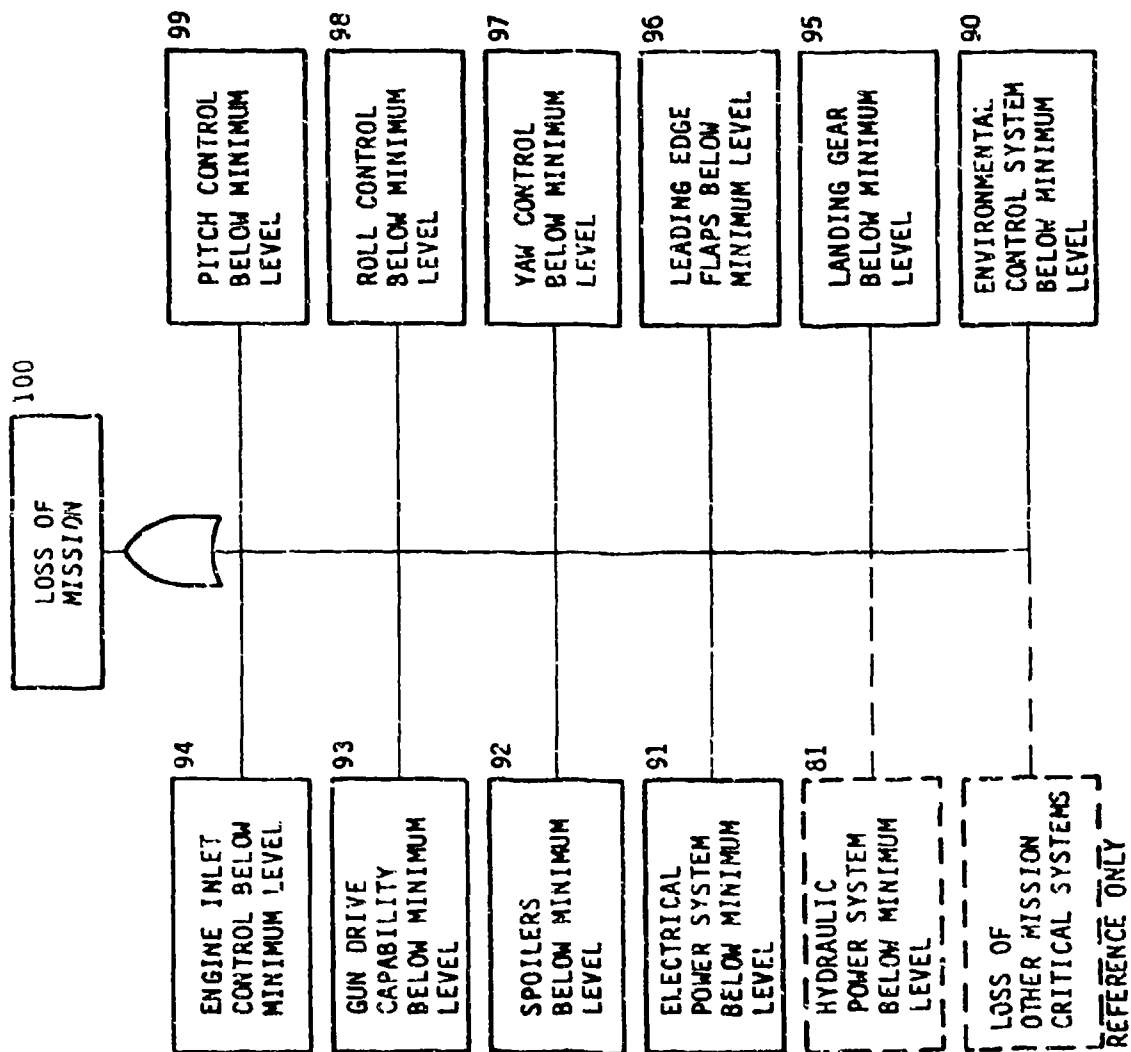 100
LOSS OF
MISSION
94
ENGINE INLET
CONTROL BELOW
MINIMUM LEVEL.
99
PITCH CONTROL
BELOW MINIMUM
LEVEL
93
GUN DRIVE
CAPABILITY
BELOW MINIMUM
LEVEL
98
ROLL CONTROL
BELOW MINIMUM
LEVEL
92
SPOILERS
BELOW MINIMUM
LEVEL
97
YAW CONTROL
BELOW MINIMUM
LEVEL
91
ELECTRICAL
POWER SYSTEM
BELOW MINIMUM
LEVEL
96
LEADING EDGE
FLAPS BELOW
MINIMUM LEVEL
81
HYDRAULIC
POWER SYSTEM
BELOW MINIMUM
LEVEL
95
LANDING GEAR
BELOW MINIMUM
LEVEL
LOSS OF
OTHER MISSION
CRITICAL SYSTEMS
REFERENCE ONLY
90
ENVIRONMENTAL
CONTROL SYSTEM
BELOW MINIMUM
LEVEL